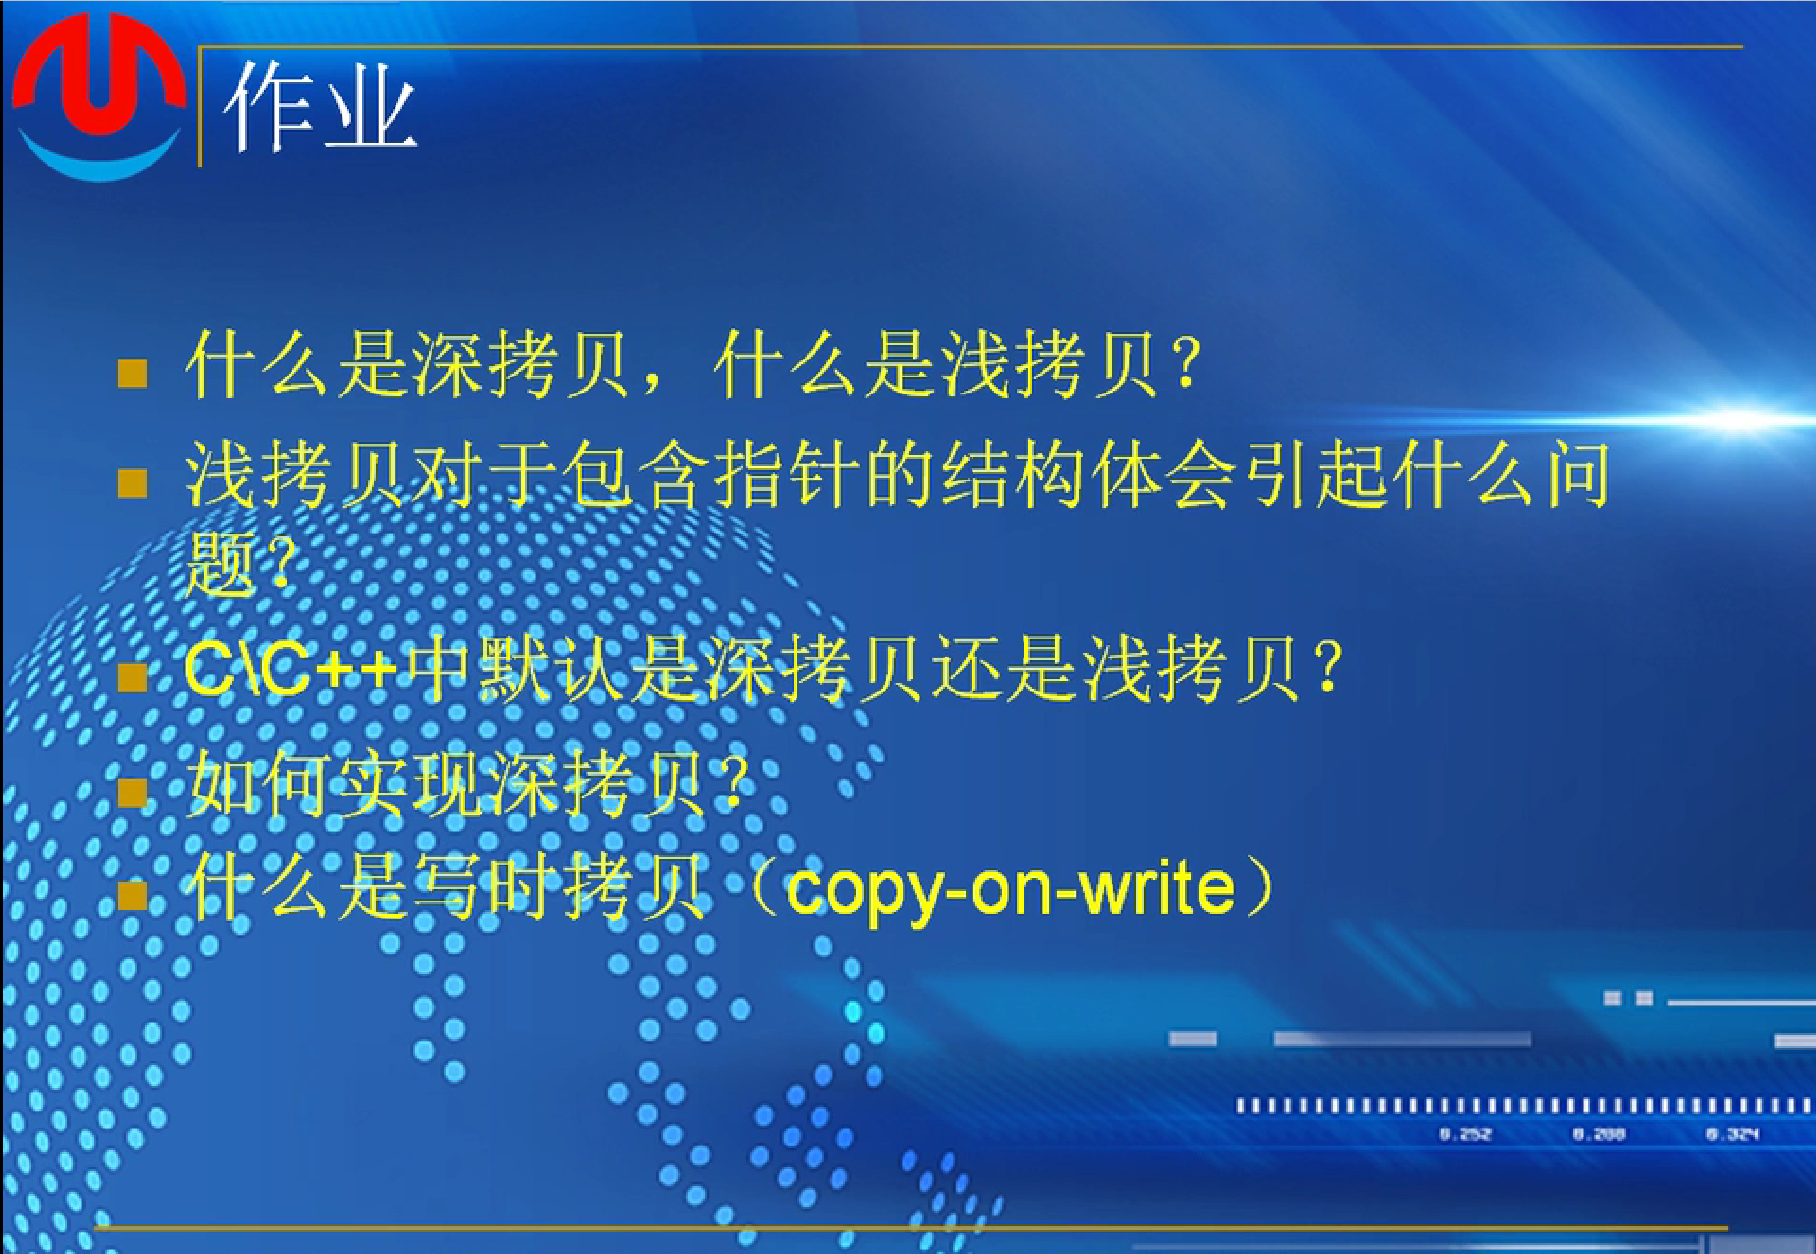 作业
什么是深拷贝，什么是浅拷贝？
浅拷贝对于包含指针的结构体会引起什么问
题？
C\C++中默认是深拷贝还是浅拷贝？
如何实现深拷贝？
什么是写时拷贝（copy-on-write）
0.252 0.288 0.324